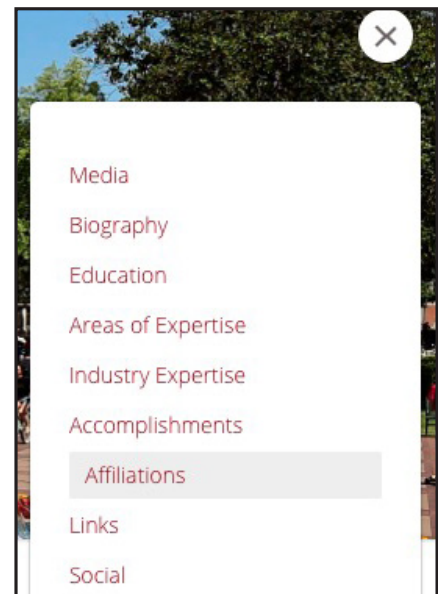 Media
Biography
Education
Areas of Expertise
Industry Expertise
Accomplishments
Affiliations
Links
Social